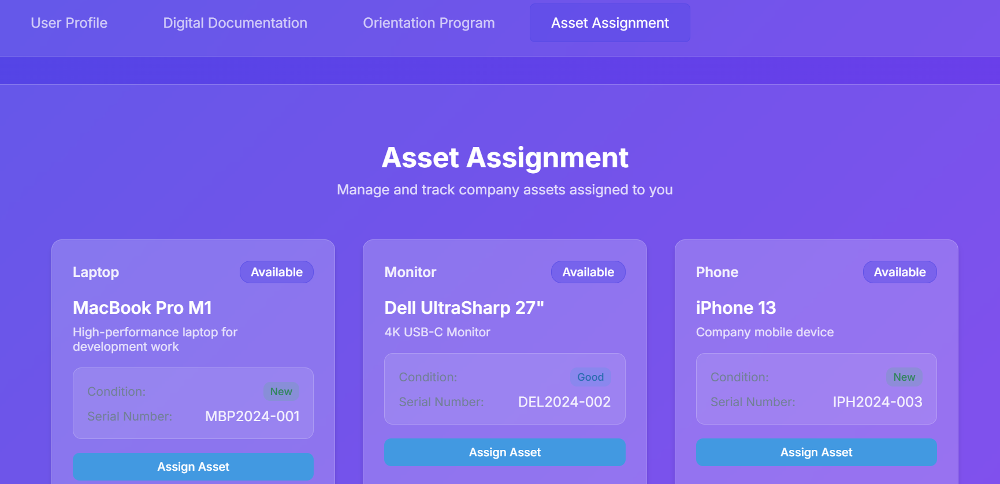 User Profile
Digital Documentation
Orientation Program
Asset Assignment
Asset Assignment
Manage and track company assets assigned to you
Laptop
Available
MacBook Pro M1
High-performance laptop for
development work
Condition:
New
Serial Number:
MBP2024-001
Assign Asset
Monitor
Available
Dell UltraSharp 27"
4K USB-C Monitor
Condition:
Good
Serial Number:
DEL2024-002
Assign Asset
Phone
Available
iPhone 13
Company mobile device
Condition:
New
Serial Number:
IPH2024-003
Assign Asset